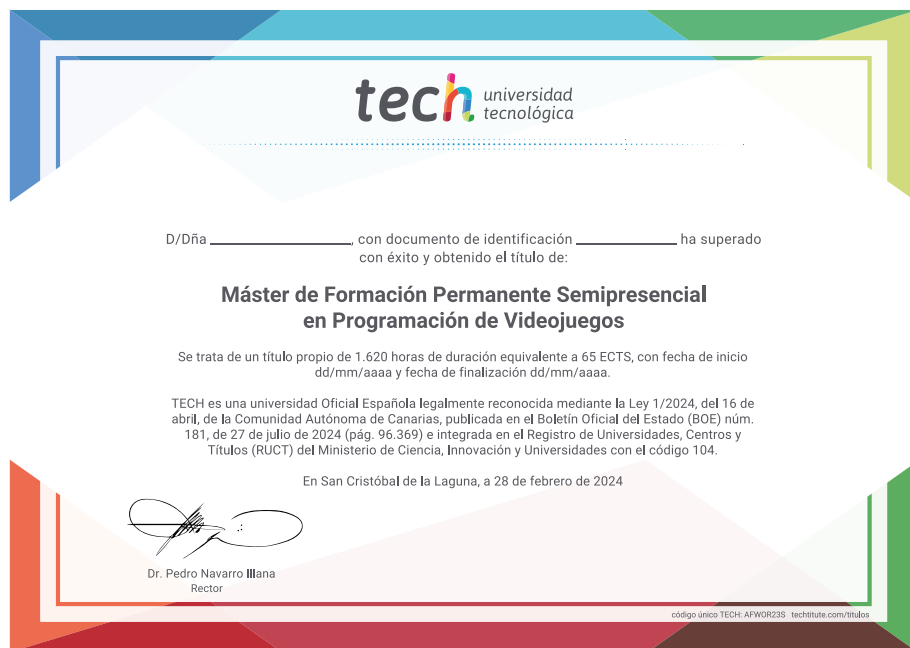 tech universidad
tecnológica
D/Dña ____________________, con documento de identificación ______________ ha superado
con éxito y obtenido el título de:
Máster de Formación Permanente Semipresencial
en Programación de Videojuegos
Se trata de un título propio de 1.620 horas de duración equivalente a 65 ECTS, con fecha de inicio
dd/mm/aaaa y fecha de finalización dd/mm/aaaa.
TECH es una universidad Oficial Española legalmente reconocida mediante la Ley 1/2024, del 16 de
abril, de la Comunidad Autónoma de Canarias, publicada en el Boletín Oficial del Estado (BOE) núm.
181, de 27 de julio de 2024 (pág. 96.369) e integrada en el Registro de Universidades, Centros y
Títulos (RUCT) del Ministerio de Ciencia, Innovación y Universidades con el código 104.
En San Cristóbal de la Laguna, a 28 de febrero de 2024
Dr. Pedro Navarro Illana
Rector
código único TECH: AFWOR23S techtitute.com/titulos